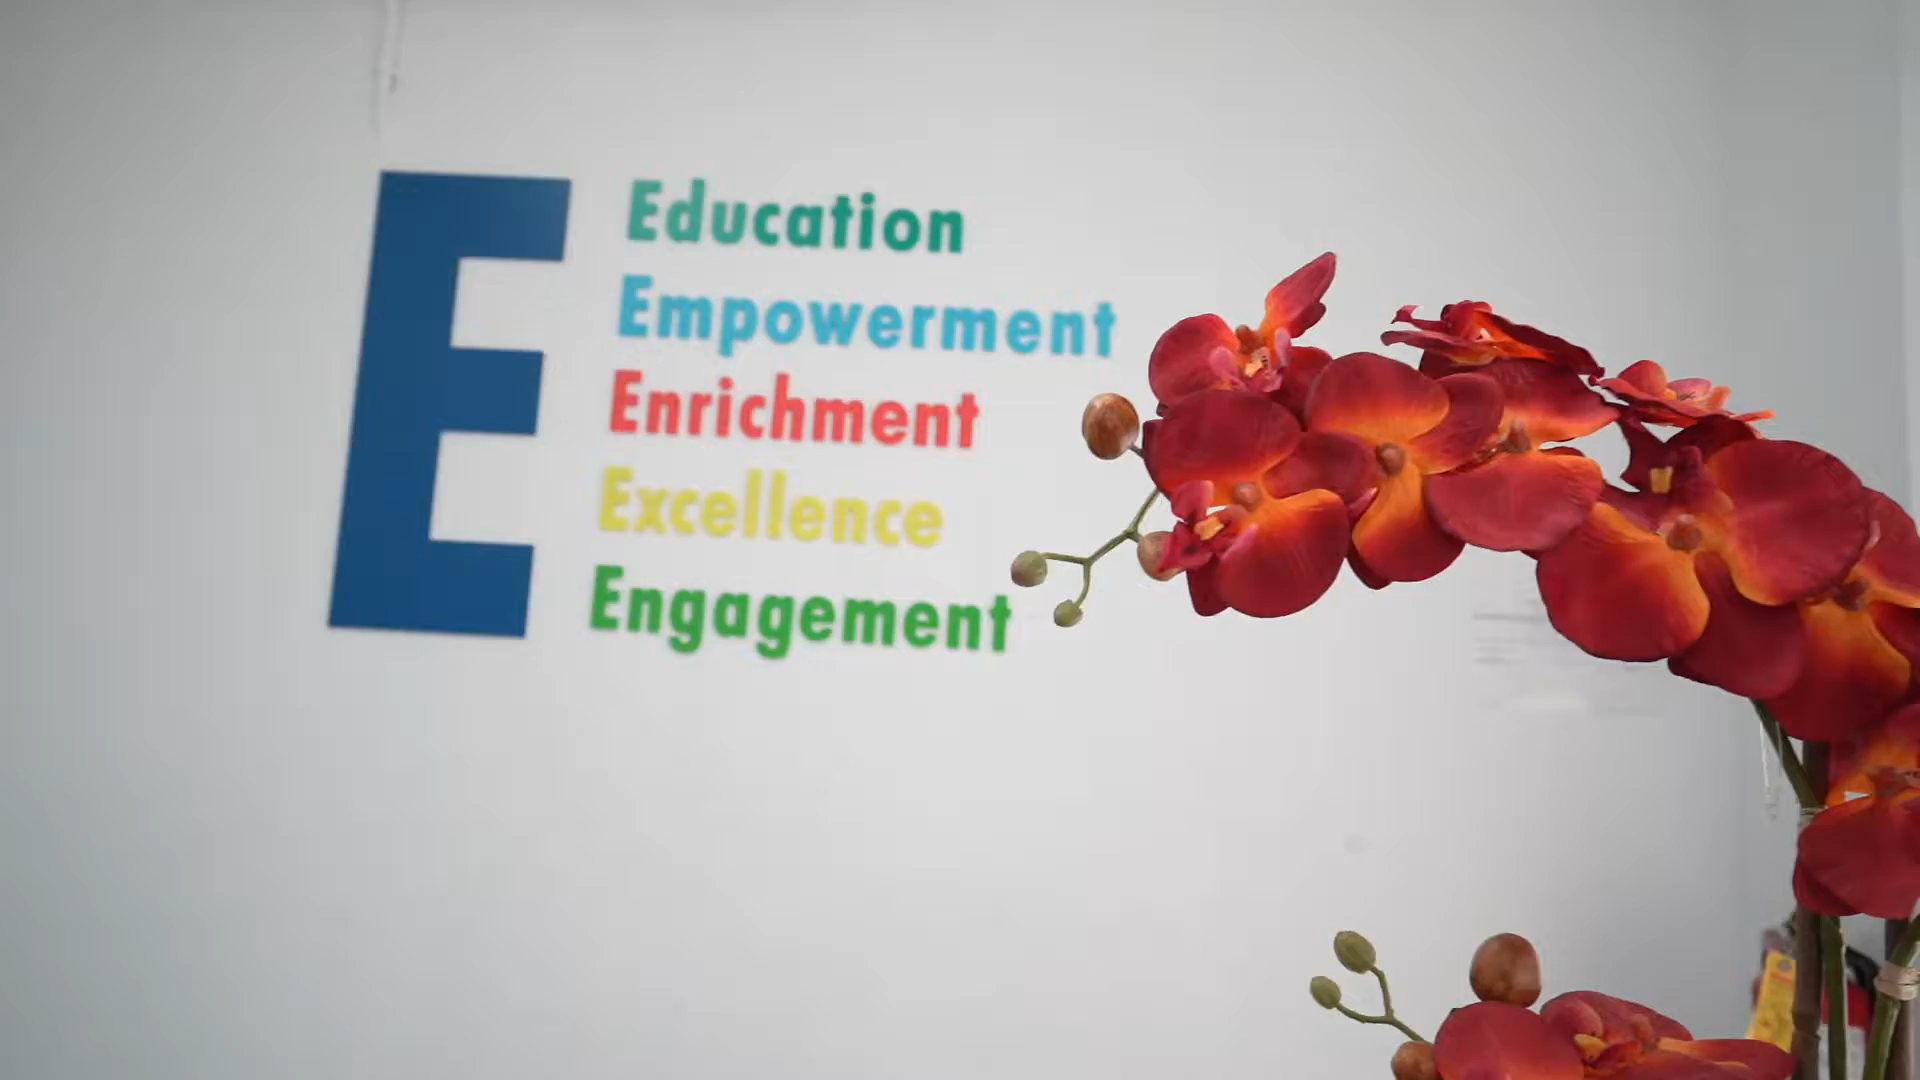 E
Education
Empowerment
Enrichment
Excellence
Engagement